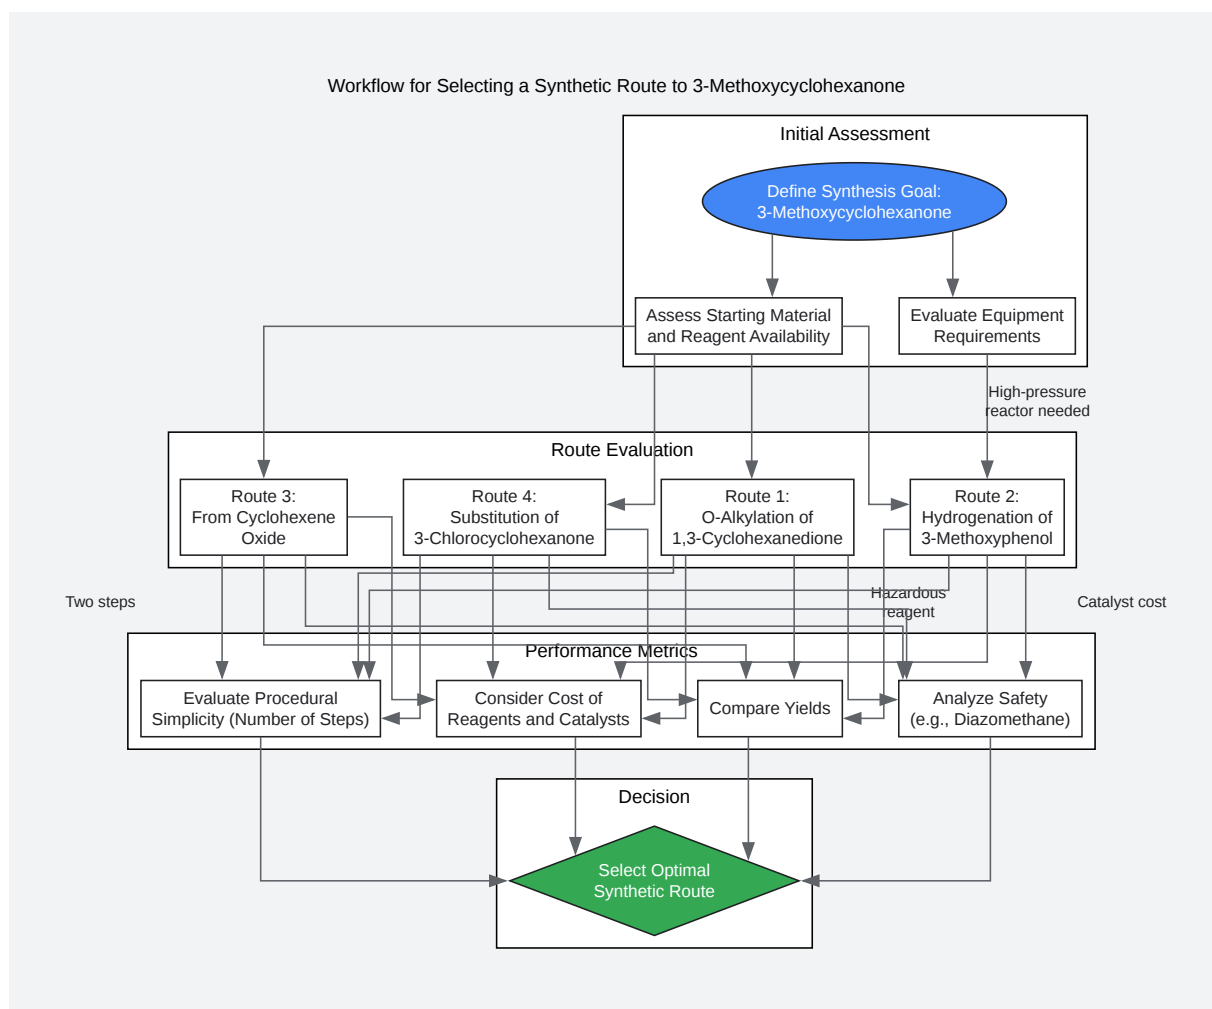 Workflow for Selecting a Synthetic Route to 3-Methoxycyclohexanone
Initial Assessment
Define Synthesis Goal:
3-Methoxycyclohexanone
Assess Starting Material
and Reagent Availability
Evaluate Equipment
Requirements
High-pressure
reactor needed
Route Evaluation
Route 3:
From Cyclohexene
Oxide
Route 4:
Substitution of
3-Chlorocyclohexanone
Route 1:
O-Alkylation of
1,3-Cyclohexanedione
Route 2:
Hydrogenation of
3-Methoxyphenol
Two steps
Hazardous
reagent
Catalyst cost
Performance Metrics
Evaluate Procedural
Simplicity (Number of Steps)
Consider Cost of
Reagents and Catalysts
Compare Yields
Analyze Safety
(e.g., Diazomethane)
Decision
Select Optimal
Synthetic Route